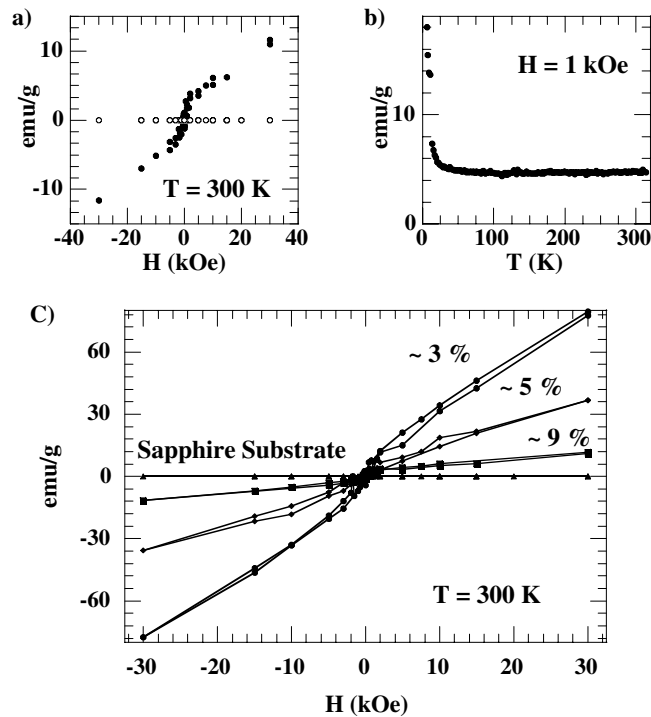 a)
b)
10
0
-10
emu/g
T = 300 K
-40 -20 0 20 40
H (kOe)
H = 1 kOe
10
0
emu/g
0 100 200 300
T (K)
C)
60
30
0
-30
-60
emu/g
~ 3 %
~ 5 %
~ 9 %
Sapphire Substrate
T = 300 K
-30 -20 -10 0 10 20 30
H (kOe)